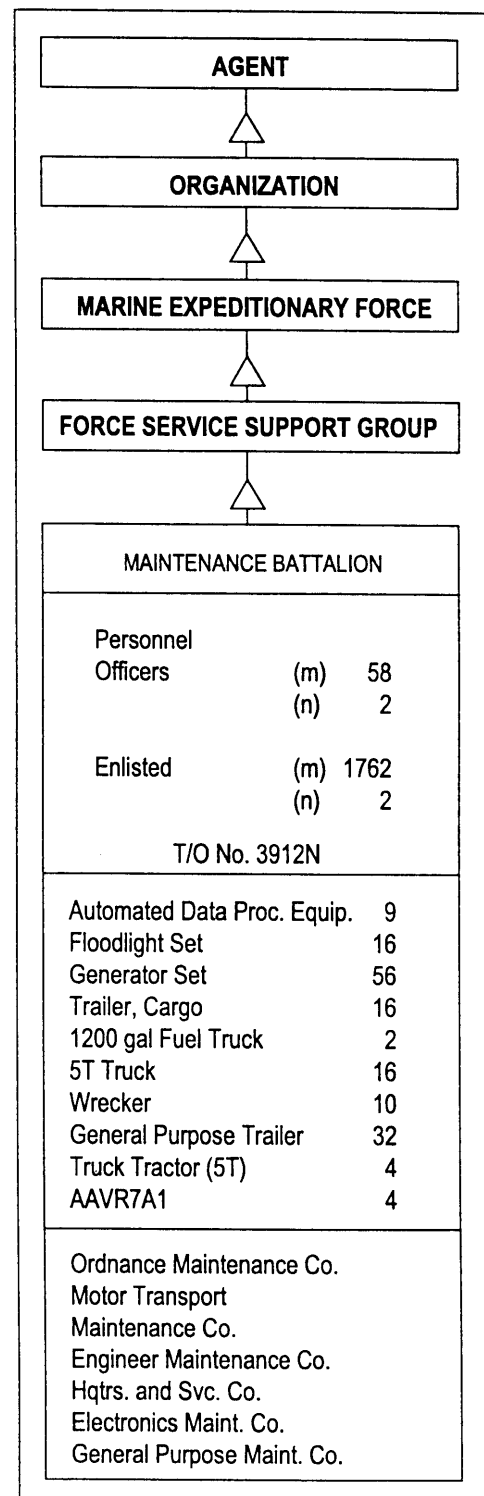 AGENT
ORGANIZATION
MARINE EXPEDITIONARY FORCE
FORCE SERVICE SUPPORT GROUP
MAINTENANCE BATTALION
Personnel
Officers (m) 58
(n) 2
Enlisted (m) 1762
(n) 2
T/O No. 3912N
Automated Data Proc. Equip. 9
Floodlight Set 16
Generator Set 56
Trailer, Cargo 16
1200 gal Fuel Truck 2
5T Truck 16
Wrecker 10
General Purpose Trailer 32
Truck Tractor (5T) 4
AAVR7A1 4
Ordnance Maintenance Co.
Motor Transport
Maintenance Co.
Engineer Maintenance Co.
Hqtrs. and Svc. Co.
Electronics Maint. Co.
General Purpose Maint. Co.